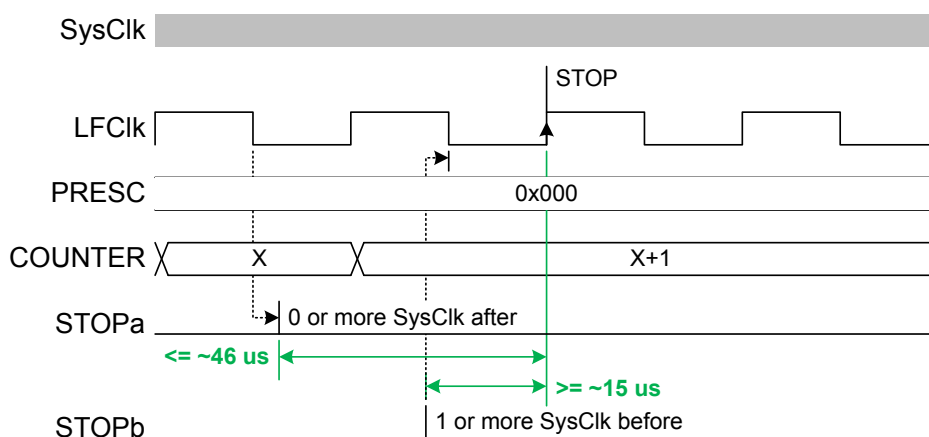 SysClk
STOP
LFClk
PRESC
0x000
COUNTER
X
X+1
STOPa
0 or more SysClk after
<= ~46 us
>= ~15 us
STOPb
1 or more SysClk before